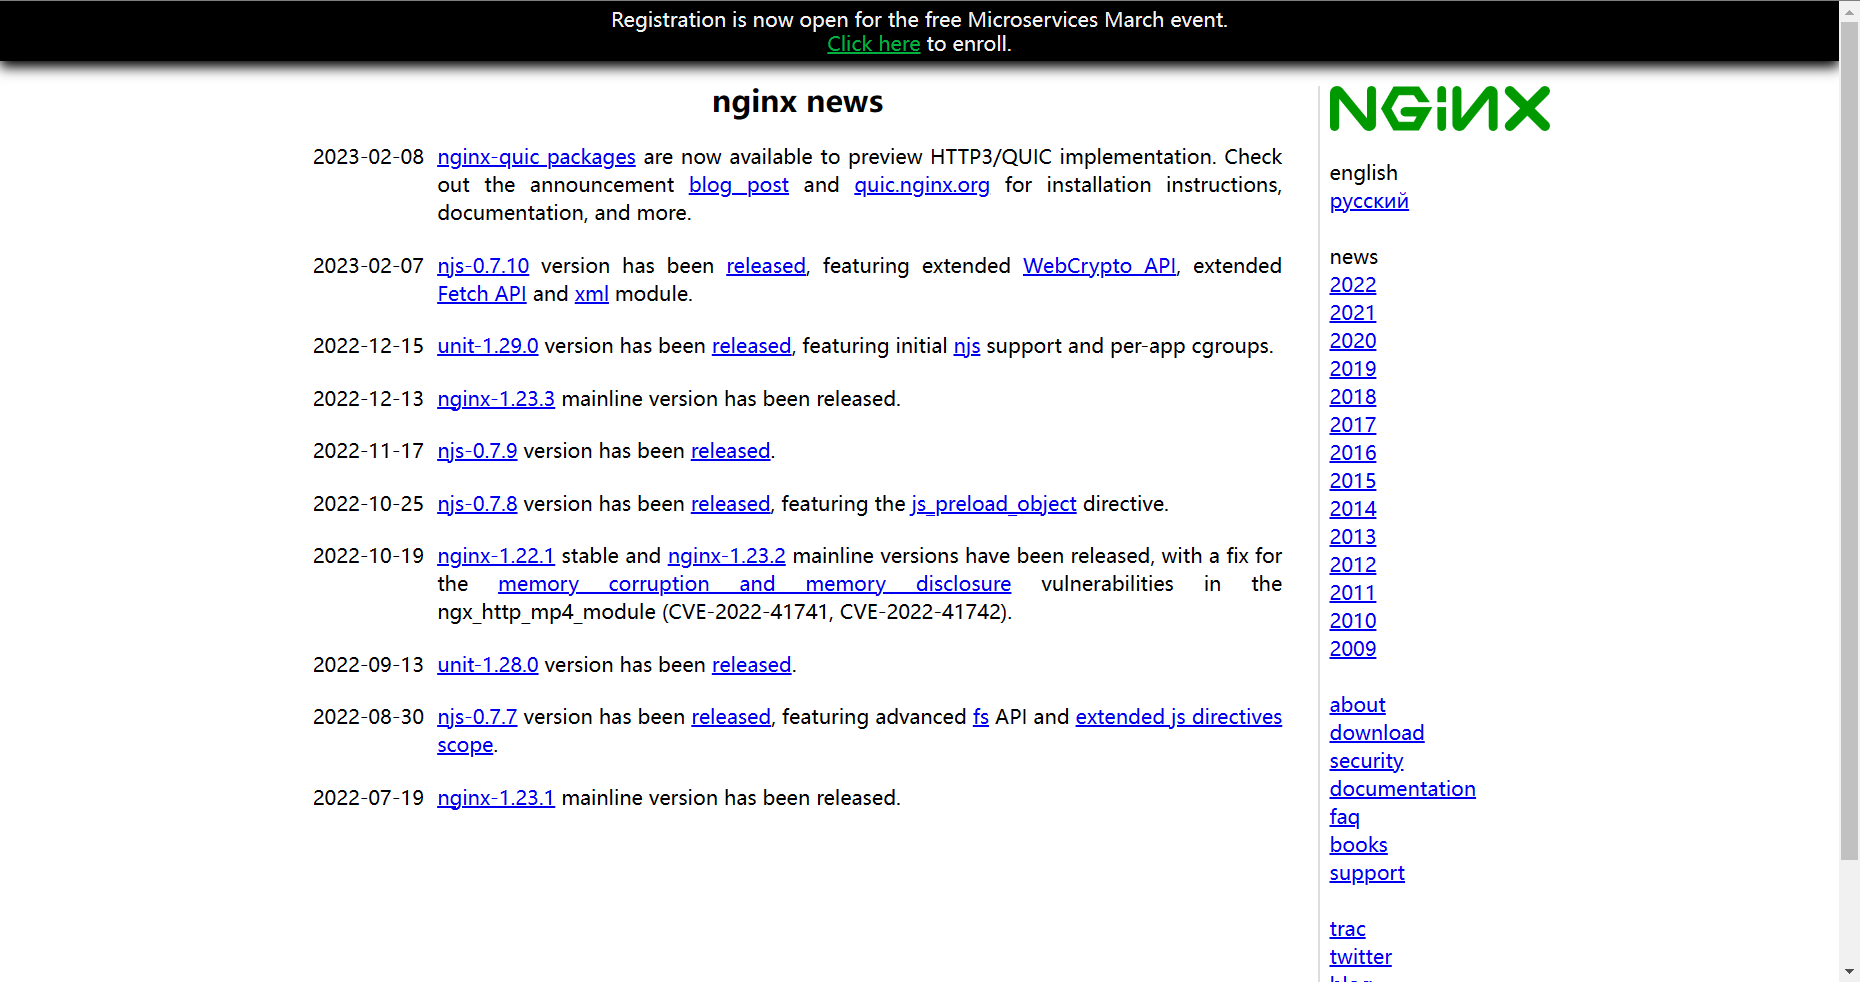 Registration is now open for the free Microservices March event.
Click here to enroll.
nginx news
2023-02-08 nginx-quic packages are now available to preview HTTP3/QUIC implementation. Check
out the announcement blog post and quic.nginx.org for installation instructions,
documentation, and more.
2023-02-07 njs-0.7.10 version has been released, featuring extended WebCrypto API, extended
Fetch API and xml module.
2022-12-15 unit-1.29.0 version has been released, featuring initial njs support and per-app cgroups.
2022-12-13 nginx-1.23.3 mainline version has been released.
2022-11-17 njs-0.7.9 version has been released.
2022-10-25 njs-0.7.8 version has been released, featuring the js_preload_object directive.
2022-10-19 nginx-1.22.1 stable and nginx-1.23.2 mainline versions have been released, with a fix for
the memory corruption and memory disclosure vulnerabilities in the
ngx_http_mp4_module (CVE-2022-41741, CVE-2022-41742).
2022-09-13 unit-1.28.0 version has been released.
2022-08-30 njs-0.7.7 version has been released, featuring advanced fs API and extended js directives
scope.
2022-07-19 nginx-1.23.1 mainline version has been released.
NGiNX
english
русский
news
2022
2021
2020
2019
2018
2017
2016
2015
2014
2013
2012
2011
2010
2009
about
download
security
documentation
faq
books
support
trac
twitter